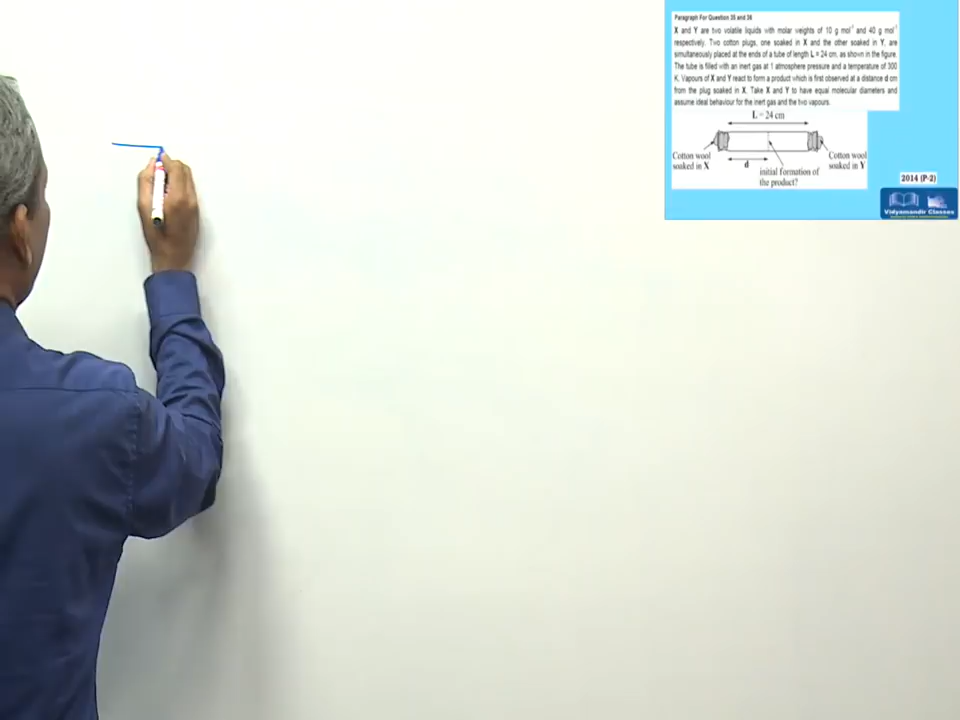 Paragraph For Question 35 and 36
X and Y are two volatile liquids with molar weights of 10 g mol⁻¹ and 40 g mol⁻¹
respectively. Two cotton plugs, one soaked in X and the other soaked in Y, are
simultaneously placed at the ends of a tube of length L = 24 cm, as shown in the figure.
The tube is filled with an inert gas at 1 atmosphere pressure and a temperature of 300
K. Vapours of X and Y react to form a product which is first observed at a distance d cm
from the plug soaked in X. Take X and Y to have equal molecular diameters and
assume ideal behaviour for the inert gas and the two vapours.
L = 24 cm
Cotton wool
soaked in X
d
initial formation of
the product?
Cotton wool
soaked in Y
2014 (P-2)
Vidyamandir Classes